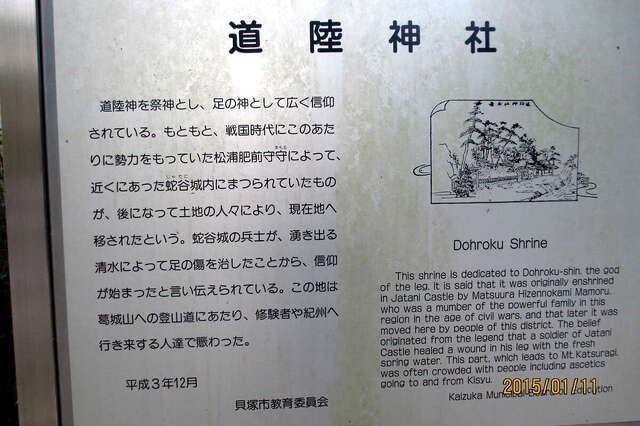 道陸神社
道陸神を祭神とし、足の神として広く信仰
されている。もともと、戦国時代にこのあた
りに勢力をもっていた松浦肥前守守によって、
近くにあった蛇谷城内にまつられていたもの
が、後になって土地の人々により、現在地へ
移されたという。蛇谷城の兵士が、湧き出る
清水によって足の傷を治したことから、信仰
が始まったと言い伝えられている。この地は
葛城山への登山道にあたり、修験者や紀州へ
行き来する人達で賑わった。
平成3年12月
貝塚市教育委員会
Dohroku Shrine
This shrine is dedicated to Dohroku-shin, the god
of the leg. It is said that it was originally enshrined
in Jatani Castle by Matsuura Hizennokami Mamoru,
who was a mumber of the powerful family in this
region in the age of civil wars, and that later it was
moved here by people of this district. The belief
originated from the legend that a soldier of Jatani
Castle healed a wound in his leg with the fresh
spring water. This part, which leads to Mt.Katsuragi,
was often crowded with people including ascetics
going to and from Kisyu.
Kaizuka
2015/01/11